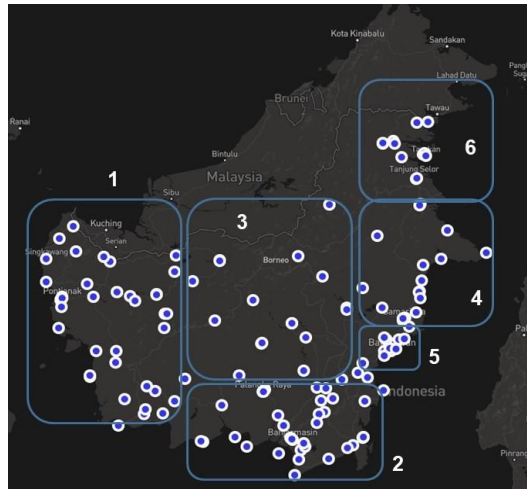 Kota Kinabalu
Sandakan
Lahad Datu
Brunei
Tawau
Ranai
Bintulu
Tanjung Selor
6
Malaysia
1
Sibu
3
Kuching
Serian
Singkawang
Borneo
Pontianak
4
5
Indonesia
Palangka Raya
Banjarmasin
2
Pinrang